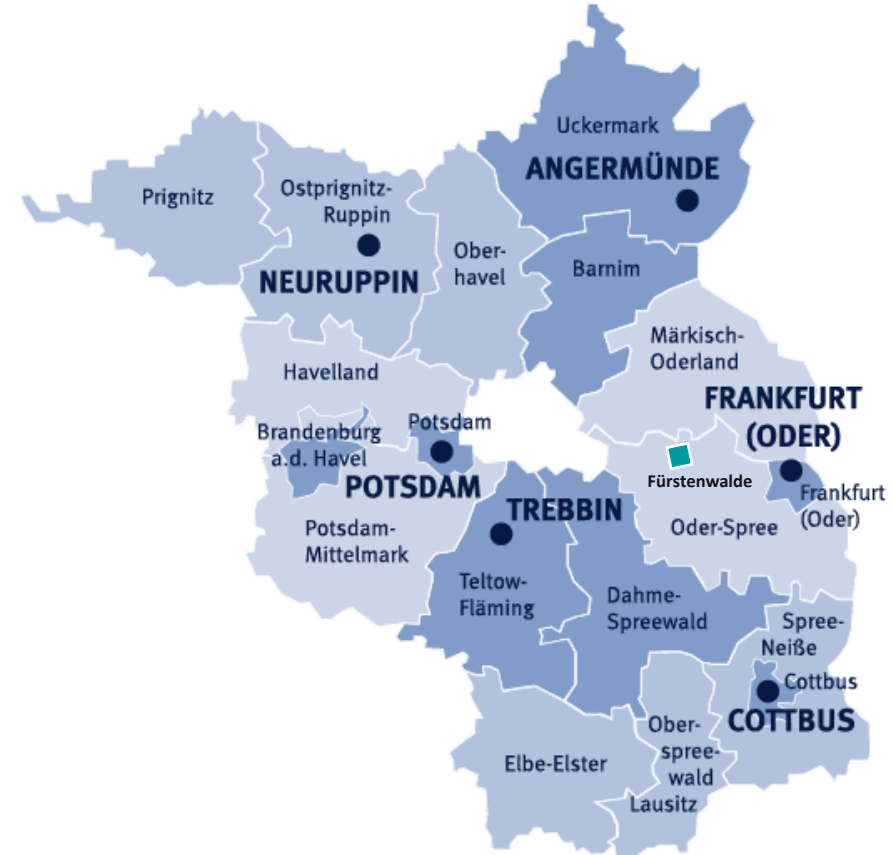 Uckermark
ANGERMÜNDE
Prignitz
Ostprignitz-
Ruppin
NEURUPPIN
Ober-
havel
Barnim
Märkisch-
Oderland
Havelland
FRANKFURT
(ODER)
Potsdam
Brandenburg
a.d. Havel
POTSDAM
Fürstenwalde
Frankfurt
(Oder)
TREBBIN
Oder-Spree
Potsdam-
Mittelmark
Teltow-
Fläming
Dahme-
Spreewald
Spree-
Neiße
Cottbus
COTTBUS
Ober-
spree-
wald
Lausitz
Elbe-Elster